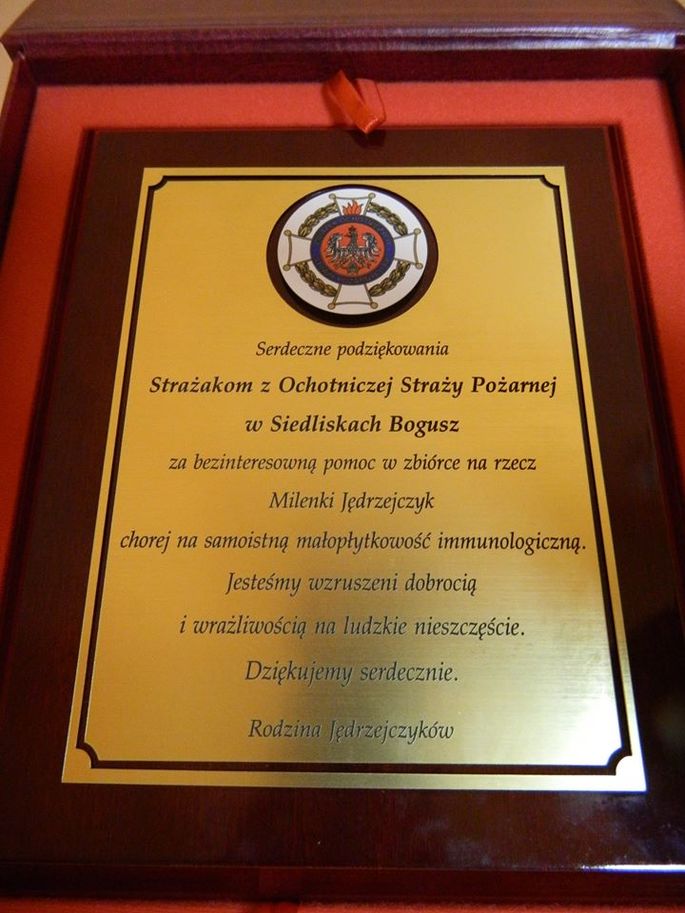 Serdeczne podziękowania
Strażakom z Ochotniczej Straży Pożarnej
w Siedliskach Bogusz
za bezinteresowną pomoc w zbiórce na rzecz
Milenki Jędrzejczyk
chorej na samoistną małopłytkowość immunologiczną.
Jesteśmy wzruszeni dobrocią
i wrażliwością na ludzkie nieszczęście.
Dziękujemy serdecznie.
Rodzina Jędrzejczyków